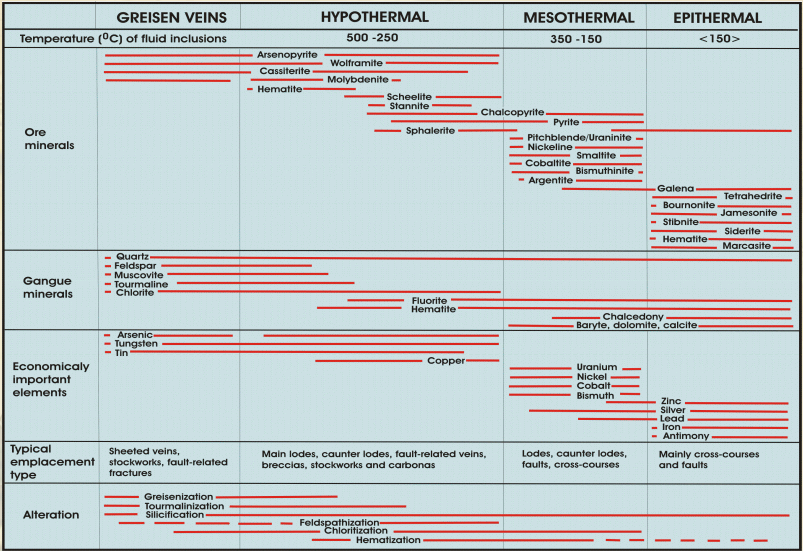 GREISEN VEINS HYPOTHERMAL MESOTHERMAL EPITHERMAL
Temperature (⁰C) of fluid inclusions 500 -250 350 -150 <150>
Ore
minerals
Arsenopyrite
Wolframite
Cassiterite
Molybdenite
Hematite
Scheelite
Stannite
Chalcopyrite
Pyrite
Sphalerite
Pitchblende/Uraninite
Nickeline
Smaltite
Cobaltite
Bismuthinite
Argentite
Galena
Tetrahedrite
Bournonite
Jamesonite
Stibnite
Siderite
Hematite
Marcasite
Gangue
minerals
Quartz
Feldspar
Muscovite
Tourmaline
Chlorite
Fluorite
Hematite
Chalcedony
Baryte, dolomite, calcite
Economicaly
important
elements
Arsenic
Tungsten
Tin
Copper
Uranium
Nickel
Cobalt
Bismuth
Zinc
Silver
Lead
Iron
Antimony
Typical
emplacement
type
Sheeted veins,
stockworks, fault-related
fractures
Main lodes, caunter lodes, fault-related veins,
breccias, stockworks and carbonas
Lodes, caunter lodes,
faults, cross-courses
Mainly cross-courses
and faults
Alteration
Greisenization
Tourmalinization
Silicification
Feldspathization
Chloritization
Hematization